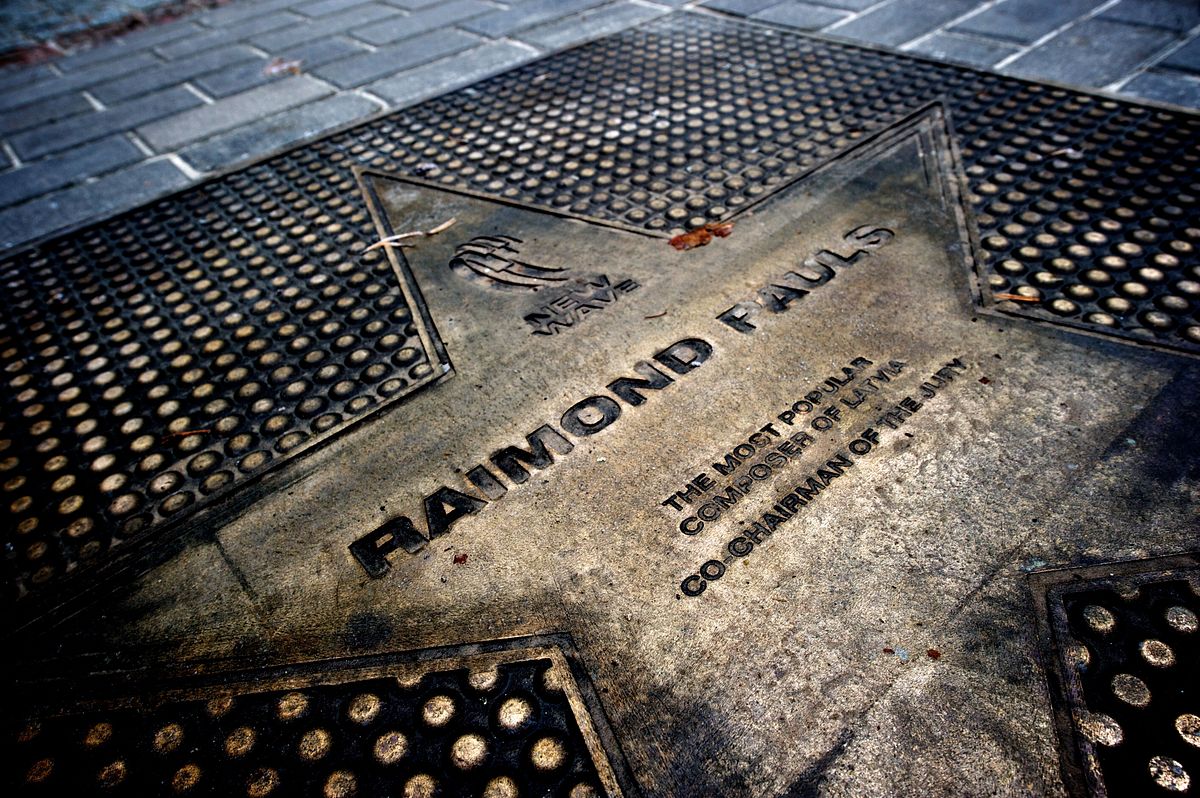 NEW
WAVE
RAIMOND PAULS
THE MOST POPULAR
COMPOSER OF LATVIA
CO-CHAIRMAN OF THE JURY